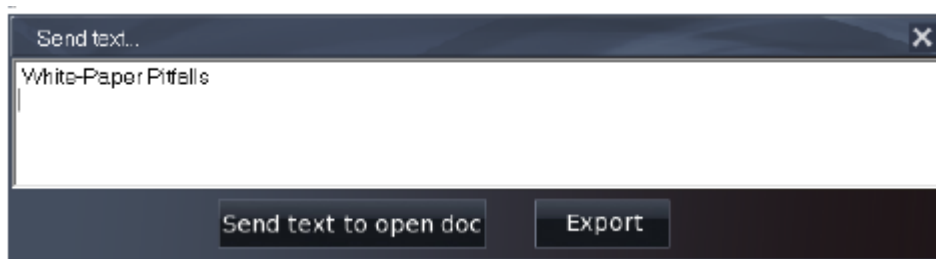 Send text...
White-Paper Pitfalls
Send text to open doc
Export